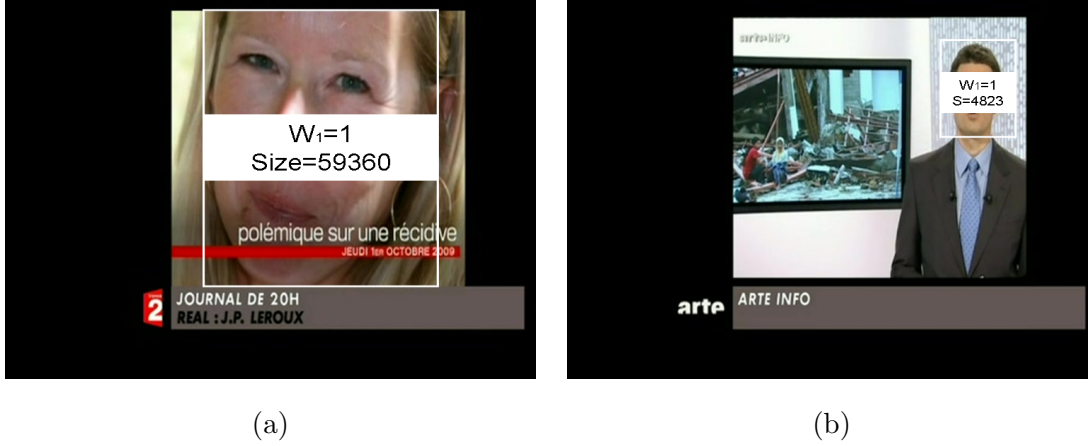 W₁=1
Size=59360
polémique sur une récidive
JEUDI 1er OCTOBRE 2009
2
JOURNAL DE 20H
REAL : J.P. LEROUX
(a)
arte INFO
W₁=1
S=4823
arte
ARTE INFO
(b)